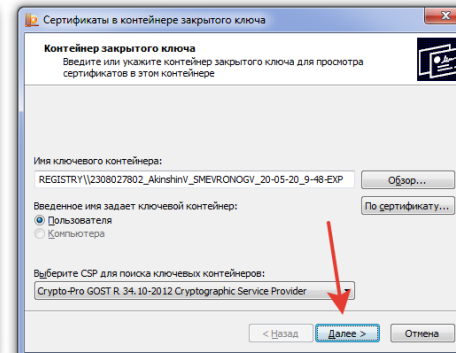 Сертификаты в контейнере закрытого ключа
Контейнер закрытого ключа
Введите или укажите контейнер закрытого ключа для просмотра
сертификатов в этом контейнере
Имя ключевого контейнера:
REGISTRY\\2308027802_AkinshinV_SMEVRONOGV_20-05-20_9-48-EXP
Обзор...
Введенное имя задает ключевой контейнер:
По сертификату...
Пользователя
Компьютера
Выберите CSP для поиска ключевых контейнеров:
Crypto-Pro GOST R 34.10-2012 Cryptographic Service Provider
< Назад Далее > Отмена